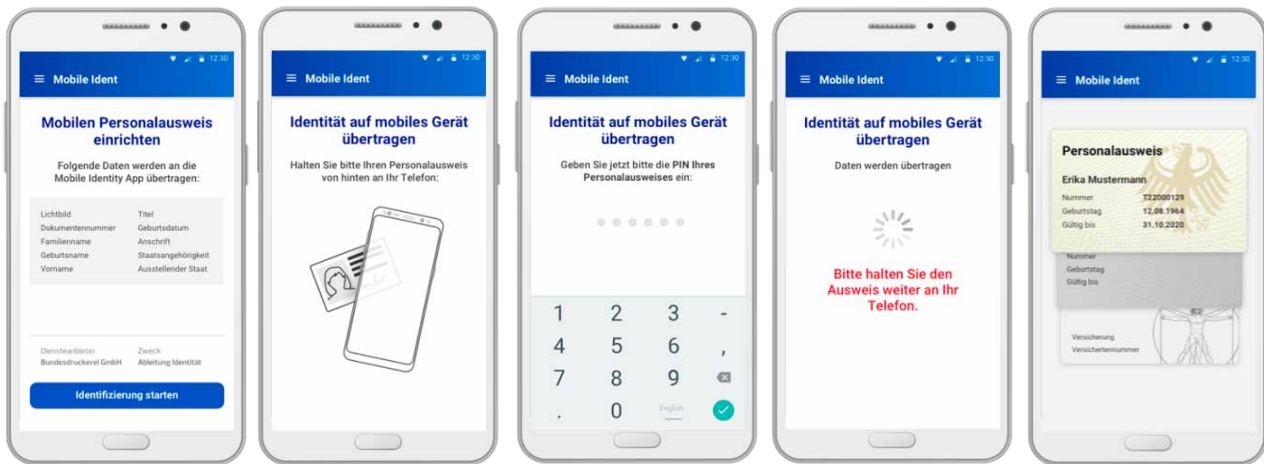 12:30
Mobile Ident
Mobilen Personalausweis
einrichten
Folgende Daten werden an die
Mobile Identity App übertragen:
Lichtbild Titel
Dokumentennummer Geburtsdatum
Familienname Anschrift
Geburtsname Staatsangehörigkeit
Vorname Ausstellender Staat
Diensteanbieter Zweck
Bundesdruckerei GmbH Ableitung Identität
Identifizierung starten
12:30
Mobile Ident
Identität auf mobiles Gerät
übertragen
Halten Sie bitte Ihren Personalausweis
von hinten an Ihr Telefon:
12:30
Mobile Ident
Identität auf mobiles Gerät
übertragen
Geben Sie jetzt bitte die PIN Ihres
Personalausweises ein:
1 2 3 -
4 5 6 ,
7 8 9
. 0 English
12:30
Mobile Ident
Identität auf mobiles Gerät
übertragen
Daten werden übertragen
Bitte halten Sie den
Ausweis weiter an Ihr
Telefon.
12:30
Mobile Ident
Personalausweis
Erika Mustermann
Nummer T22000129
Geburtstag 12.08.1964
Gültig bis 31.10.2020
Nummer
Geburtstag
Gültig bis
Versicherung
Versichertennummer